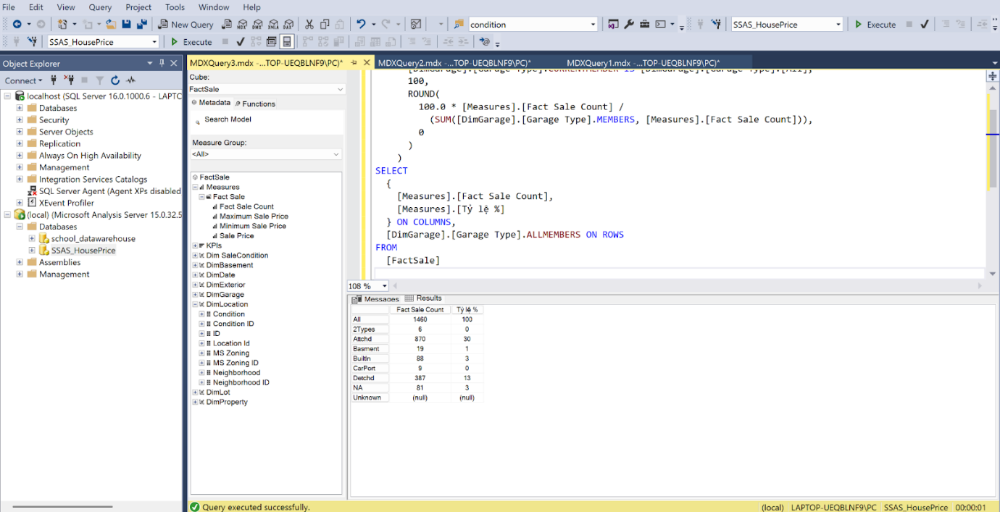 File Edit View Query Project Tools Window Help
New Query MDX DMX XMLA DAX condition SSAS_HousePrice Execute
SSAS_HousePrice Execute
Object Explorer
Connect
localhost (SQL Server 16.0.1000.6 - LAPTC
Databases
Security
Server Objects
Replication
Always On High Availability
Management
Integration Services Catalogs
SQL Server Agent (Agent XPs disabled
XEvent Profiler
(local) (Microsoft Analysis Server 15.0.32.5
Databases
school_datawarehouse
SSAS_HousePrice
Assemblies
Management
MDXQuery3.mdx -...TOP-UEQBLNF9\PC)* MDXQuery2.mdx -...TOP-UEQBLNF9\PC)* MDXQuery1.mdx -...TOP-UEQBLNF9\PC)*
Cube:
FactSale
Metadata Functions
Search Model
Measure Group:
<All>
FactSale
Measures
Fact Sale
Fact Sale Count
Maximum Sale Price
Minimum Sale Price
Sale Price
KPIs
Dim SaleCondition
DimBasement
DimDate
DimExterior
DimGarage
DimLocation
Condition
Condition ID
ID
Location Id
MS Zoning
MS Zoning ID
Neighborhood
Neighborhood ID
DimLot
DimProperty
[DimGarage].[Garage Type].CURRENTMEMBER IS [DimGarage].[Garage Type].[All],
100,
ROUND(
100.0 * [Measures].[Fact Sale Count] /
(SUM([DimGarage].[Garage Type].MEMBERS, [Measures].[Fact Sale Count])),
0
)
)
SELECT
{
[Measures].[Fact Sale Count],
[Measures].[Tỷ lệ %]
} ON COLUMNS,
[DimGarage].[Garage Type].ALLMEMBERS ON ROWS
FROM
[FactSale]
108 %
Messages Results
Fact Sale Count Tỷ lệ %
All 1460 100
2Types 6 0
Attchd 870 30
Basment 19 1
BuiltIn 88 3
CarPort 9 0
Detchd 387 13
NA 81 3
Unknown (null) (null)
Query executed successfully. (local) LAPTOP-UEQBLNF9\PC SSAS_HousePrice 00:00:01